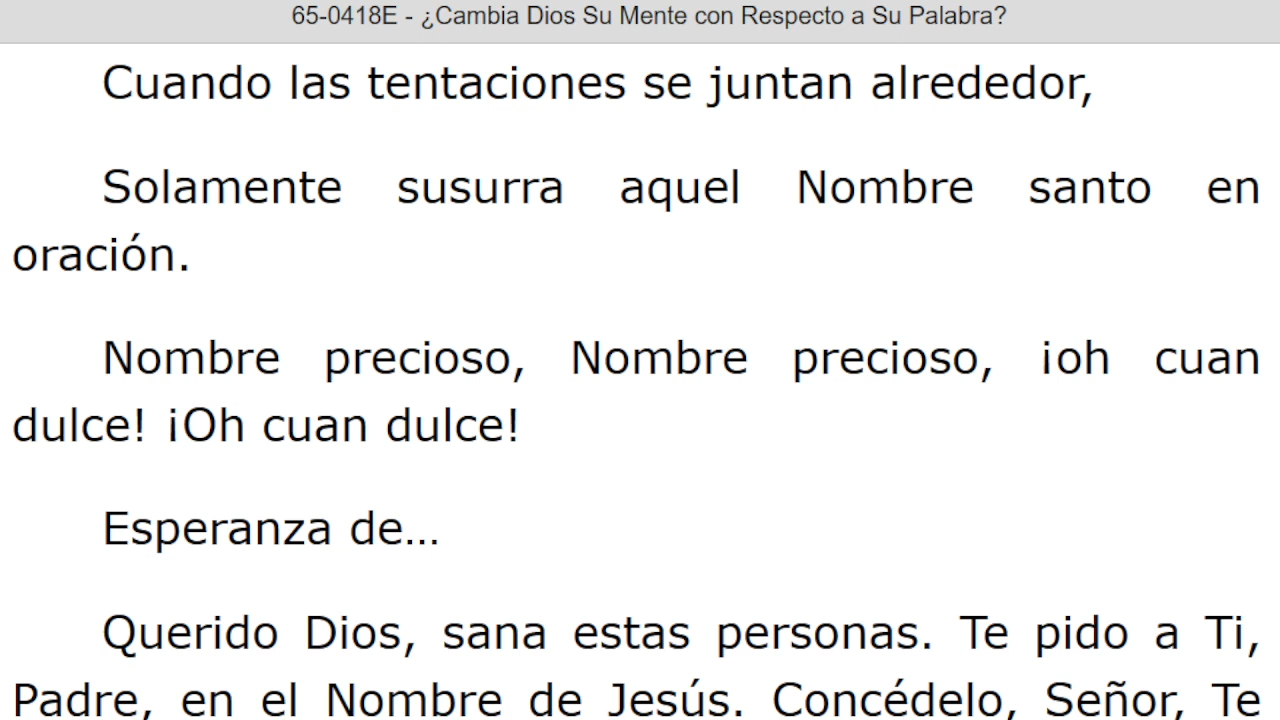 65-0418E - ¿Cambia Dios Su Mente con Respecto a Su Palabra?
Cuando las tentaciones se juntan alrededor,
Solamente susurra aquel Nombre santo en
oración.
Nombre precioso, Nombre precioso, ¡oh cuan
dulce! ¡Oh cuan dulce!
Esperanza de...
Querido Dios, sana estas personas. Te pido a Ti,
Padre, en el Nombre de Jesús. Concédelo, Señor, Te